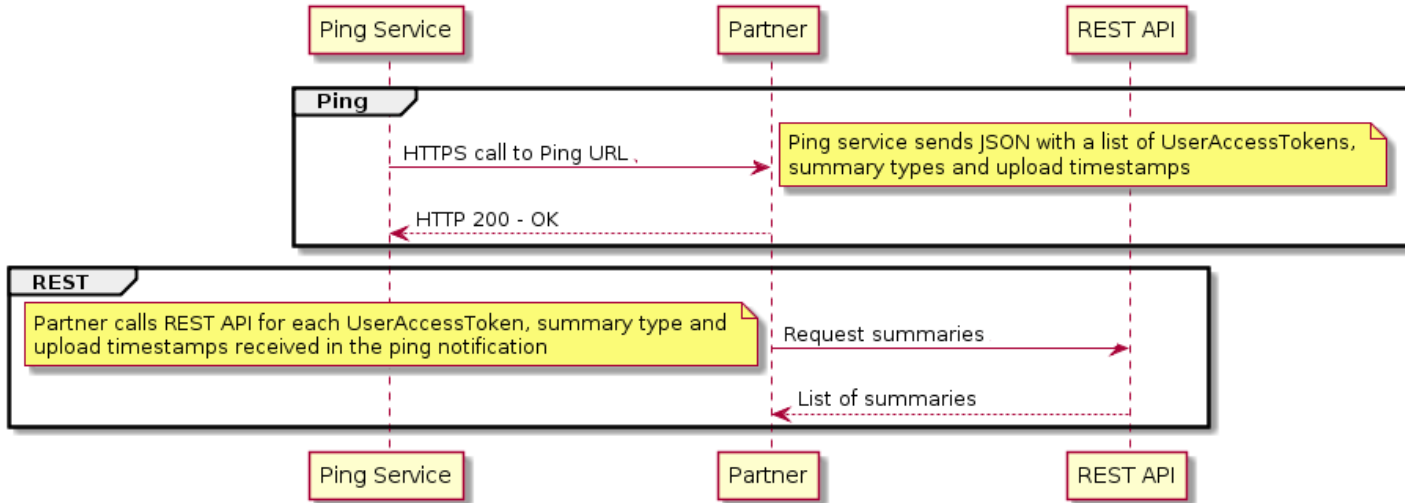 Ping Service
Partner
REST API
Ping
HTTPS call to Ping URL、
Ping service sends JSON with a list of UserAccessTokens,
summary types and upload timestamps
HTTP 200 - OK
REST
Partner calls REST API for each UserAccessToken, summary type and
upload timestamps received in the ping notification
Request summaries
List of summaries
Ping Service
Partner
REST API